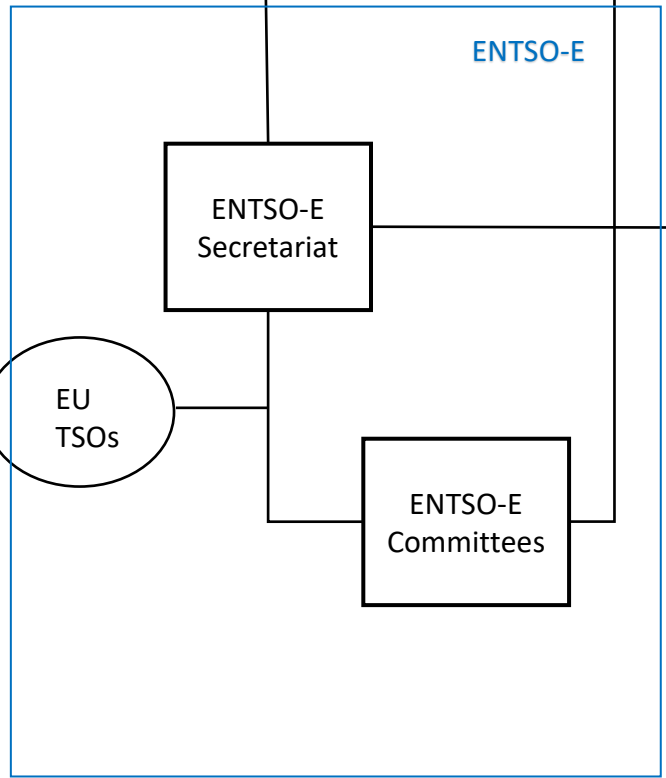 ENTSO-E
ENTSO-E
Secretariat
EU
TSOs
ENTSO-E
Committees